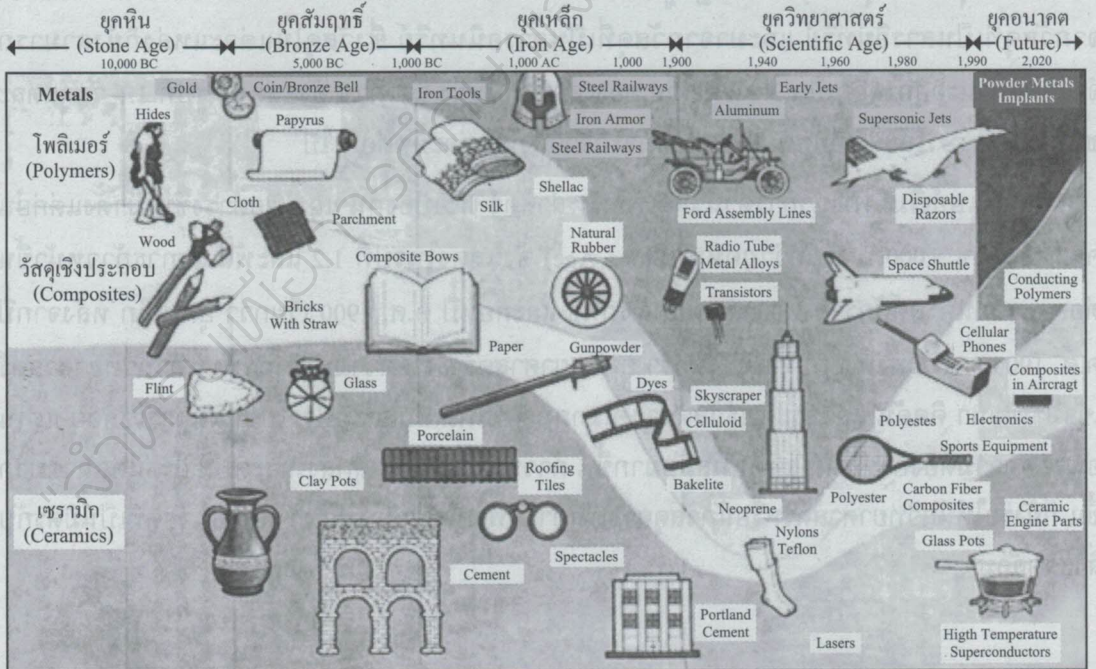 ยุคหิน
(Stone Age)
ยุคสัมฤทธิ์
(Bronze Age)
ยุคเหล็ก
(Iron Age)
ยุควิทยาศาสตร์
(Scientific Age)
ยุคอนาคต
(Future)
10,000 BC
5,000 BC
1,000 BC
1,000 AC
1,000
1,900
1,940
1,960
1,980
1,990
2,020
Metals
Gold
Coin/Bronze Bell
Iron Tools
Steel Railways
Early Jets
Powder Metals
Implants
Hides
Papyrus
Iron Armor
Aluminum
Supersonic Jets
โพลิเมอร์
(Polymers)
Steel Railways
Shellac
Silk
Cloth
Parchment
Ford Assembly Lines
Disposable
Razors
Wood
Natural
Rubber
Radio Tube
Metal Alloys
วัสดุเชิงประกอบ
(Composites)
Composite Bows
Space Shuttle
Conducting
Polymers
Transistors
Bricks
With Straw
Paper
Gunpowder
Cellular
Phones
Flint
Glass
Dyes
Skyscraper
Composites
in Aircragt
Celluloid
Polyestes
Electronics
Porcelain
Sports Equipment
Clay Pots
Roofing
Tiles
Bakelite
Neoprene
Polyester
Carbon Fiber
Composites
เซรามิก
(Ceramics)
Ceramic
Engine Parts
Nylons
Teflon
Glass Pots
Spectacles
Cement
Portland
Cement
Lasers
Higth Temperature
Superconductors